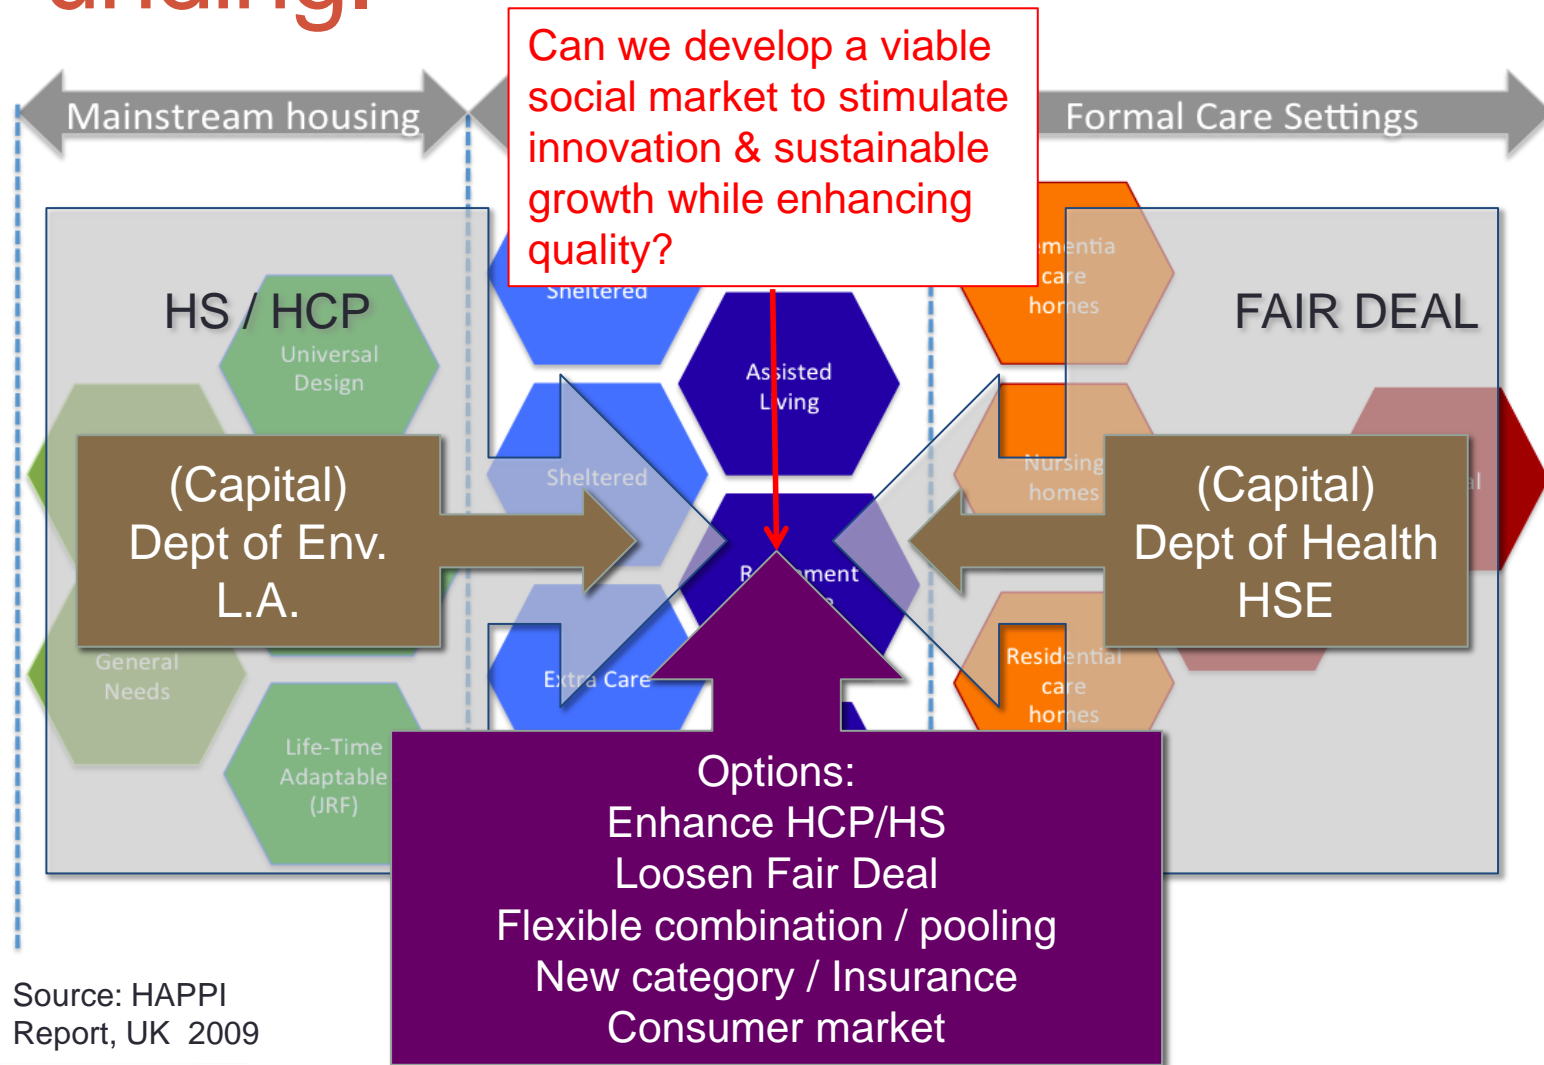 Mainstream housing
Can we develop a viable
social market to stimulate
innovation & sustainable
growth while enhancing
quality?
Formal Care Settings
HS / HCP
Universal
Design
Sheltered
Assisted
Living
care
homes
FAIR DEAL
(Capital)
Dept of Env.
L.A.
Sheltered
Nursing
homes
(Capital)
Dept of Health
HSE
General
Needs
Extra Care
Residential
care
homes
Life-Time
Adaptable
(JRF)
Options:
Enhance HCP/HS
Loosen Fair Deal
Flexible combination / pooling
New category / Insurance
Consumer market
Source: HAPPI
Report, UK 2009